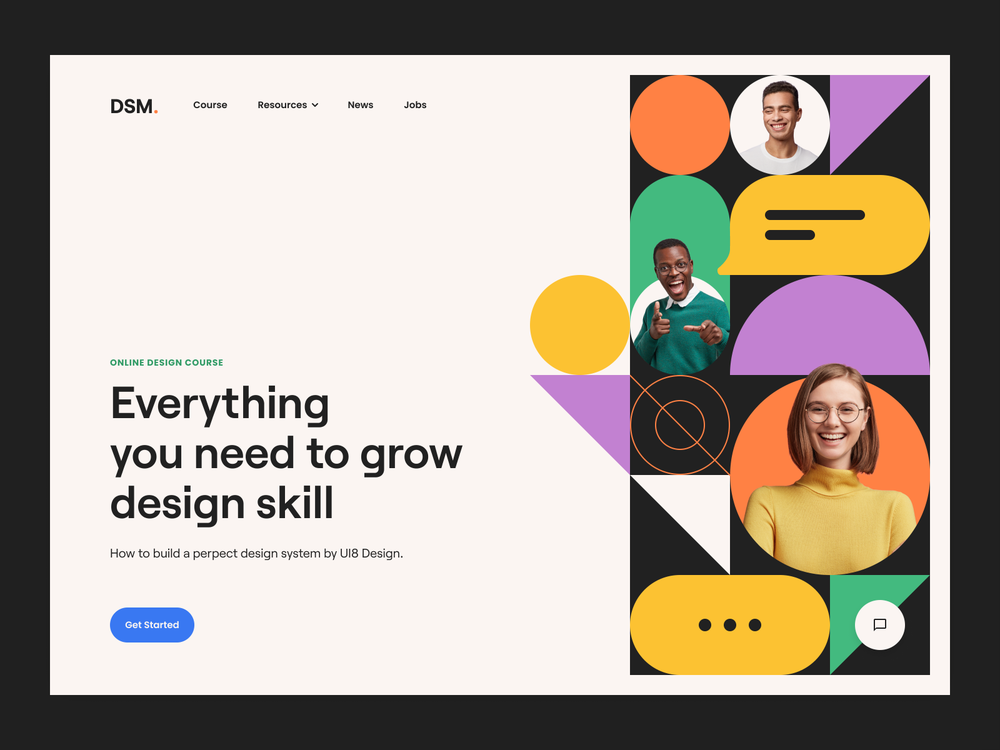 DSM.
Course
Resources
News
Jobs
ONLINE DESIGN COURSE
Everything
you need to grow
design skill
How to build a perpect design system by UI8 Design.
Get Started